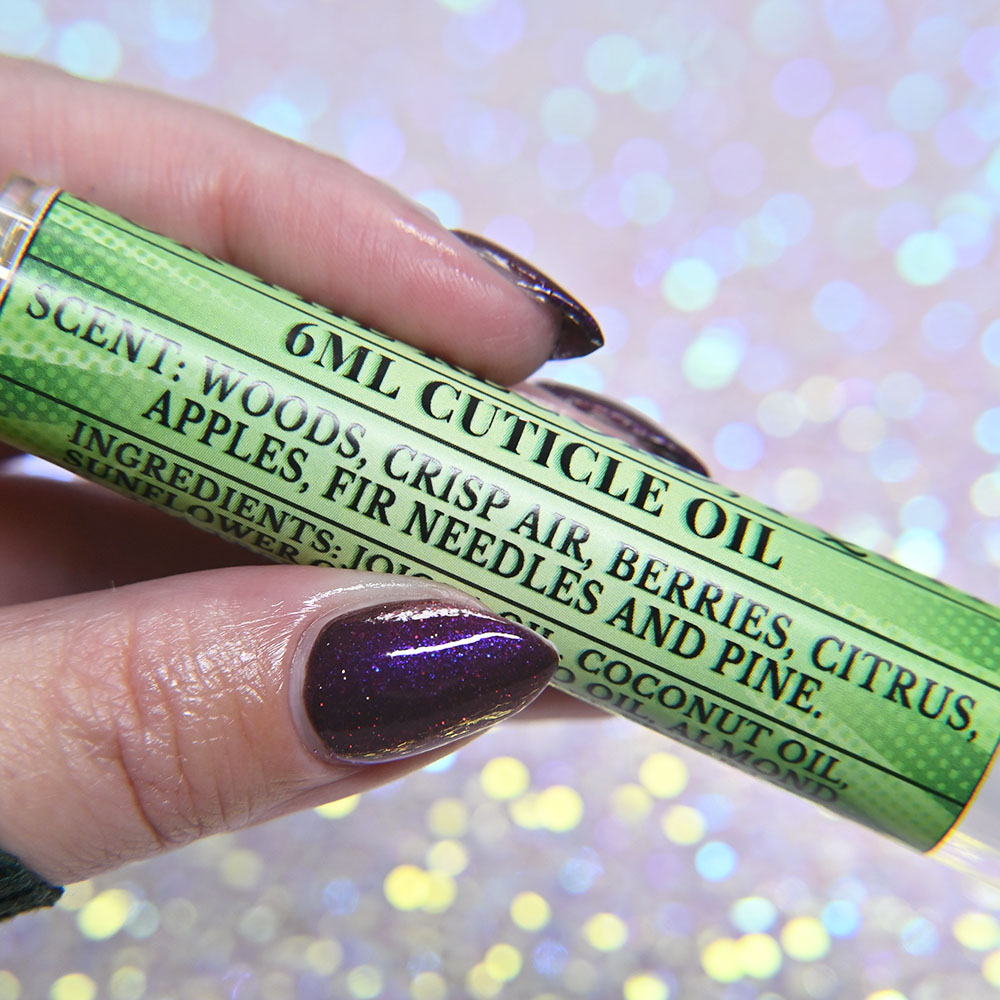 6ML CUTICLE OIL
SCENT: WOODS, CRISP AIR, BERRIES, CITRUS,
APPLES, FIR NEEDLES AND PINE.
INGREDIENTS: OIL, COCONUT OIL,
SUNFLOWER OIL, ALMOND